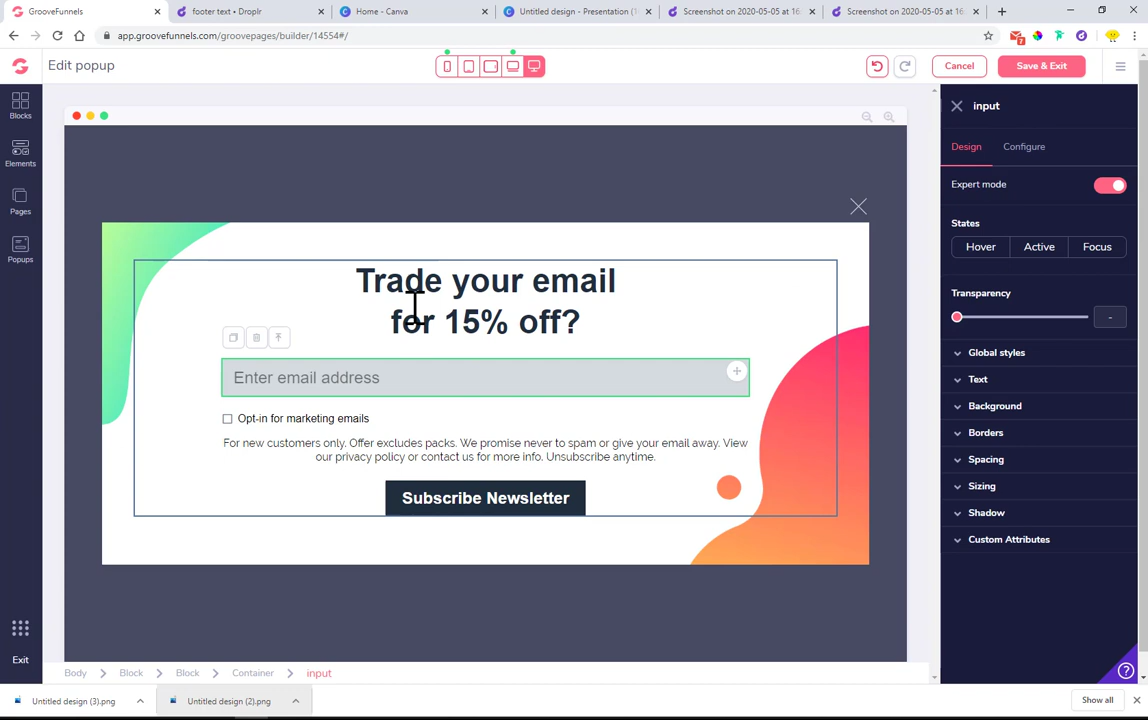 GrooveFunnels
footer text • Droplr
Home - Canva
Untitled design - Presentation (1
Screenshot on 2020-05-05 at 16:
Screenshot on 2020-05-05 at 16:
app.groovefunnels.com/groovepages/builder/14554#/
7
Edit popup
Cancel
Save & Exit
Blocks
Elements
Pages
Popups
Exit
Trade your email
for 15% off?
Enter email address
Opt-in for marketing emails
For new customers only. Offer excludes packs. We promise never to spam or give your email away. View
our privacy policy or contact us for more info. Unsubscribe anytime.
Subscribe Newsletter
input
Design
Configure
Expert mode
States
Hover
Active
Focus
Transparency
-
Global styles
Text
Background
Borders
Spacing
Sizing
Shadow
Custom Attributes
Body
Block
Block
Container
input
Untitled design (3).png
Untitled design (2).png
Show all